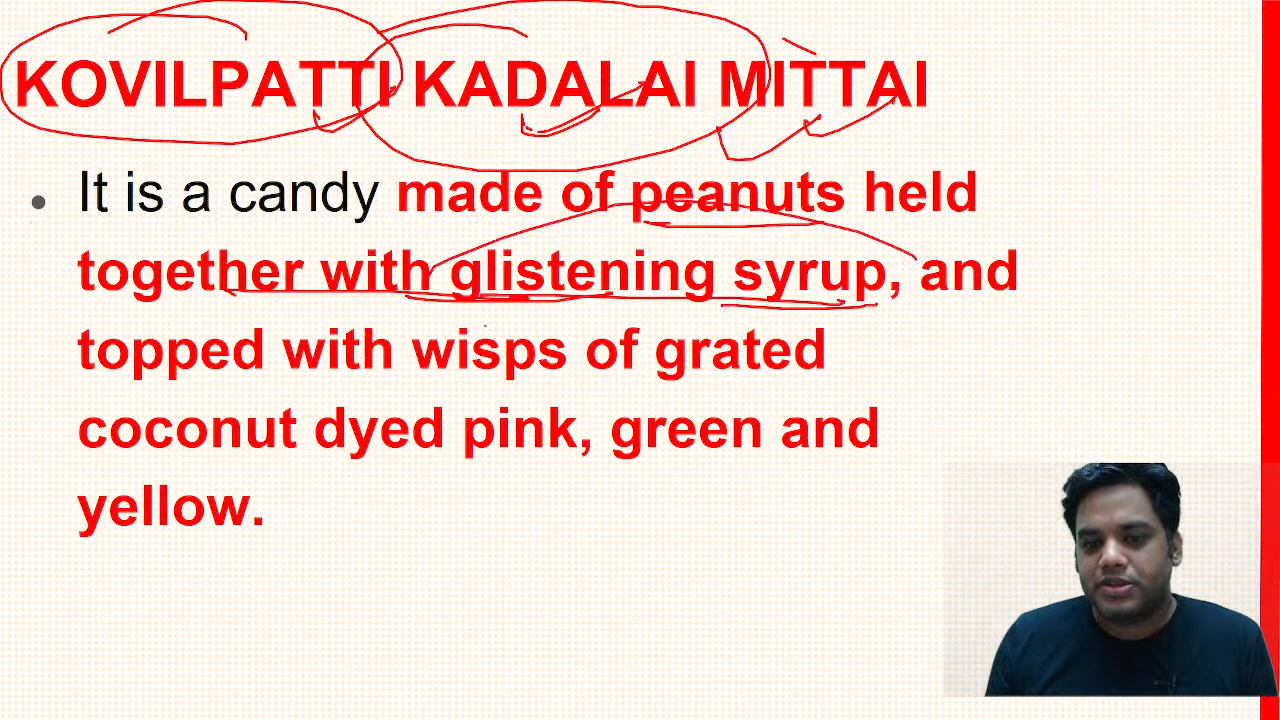 KOVILPATTI KADALAI MITTAI
• It is a candy made of peanuts held
together with glistening syrup, and
topped with wisps of grated
coconut dyed pink, green and
yellow.